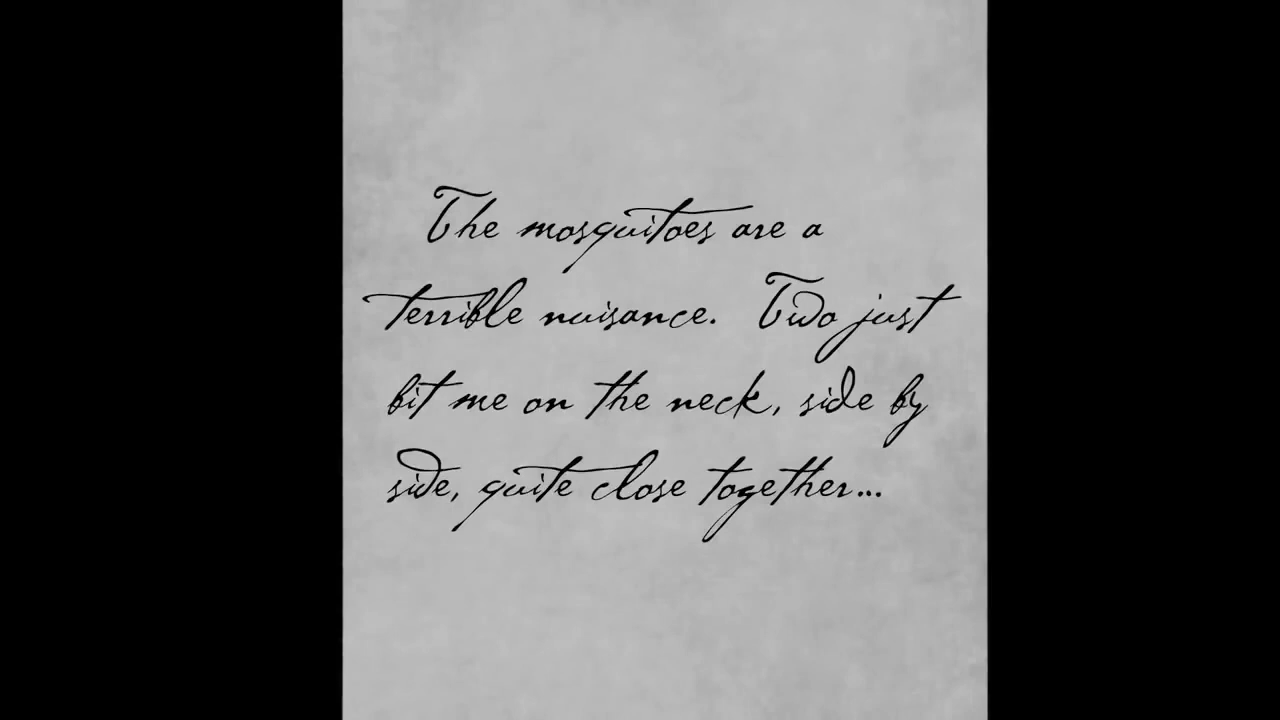 The mosquitoes are a
terrible nuisance. Two just
bit me on the neck, side by
side, quite close together...